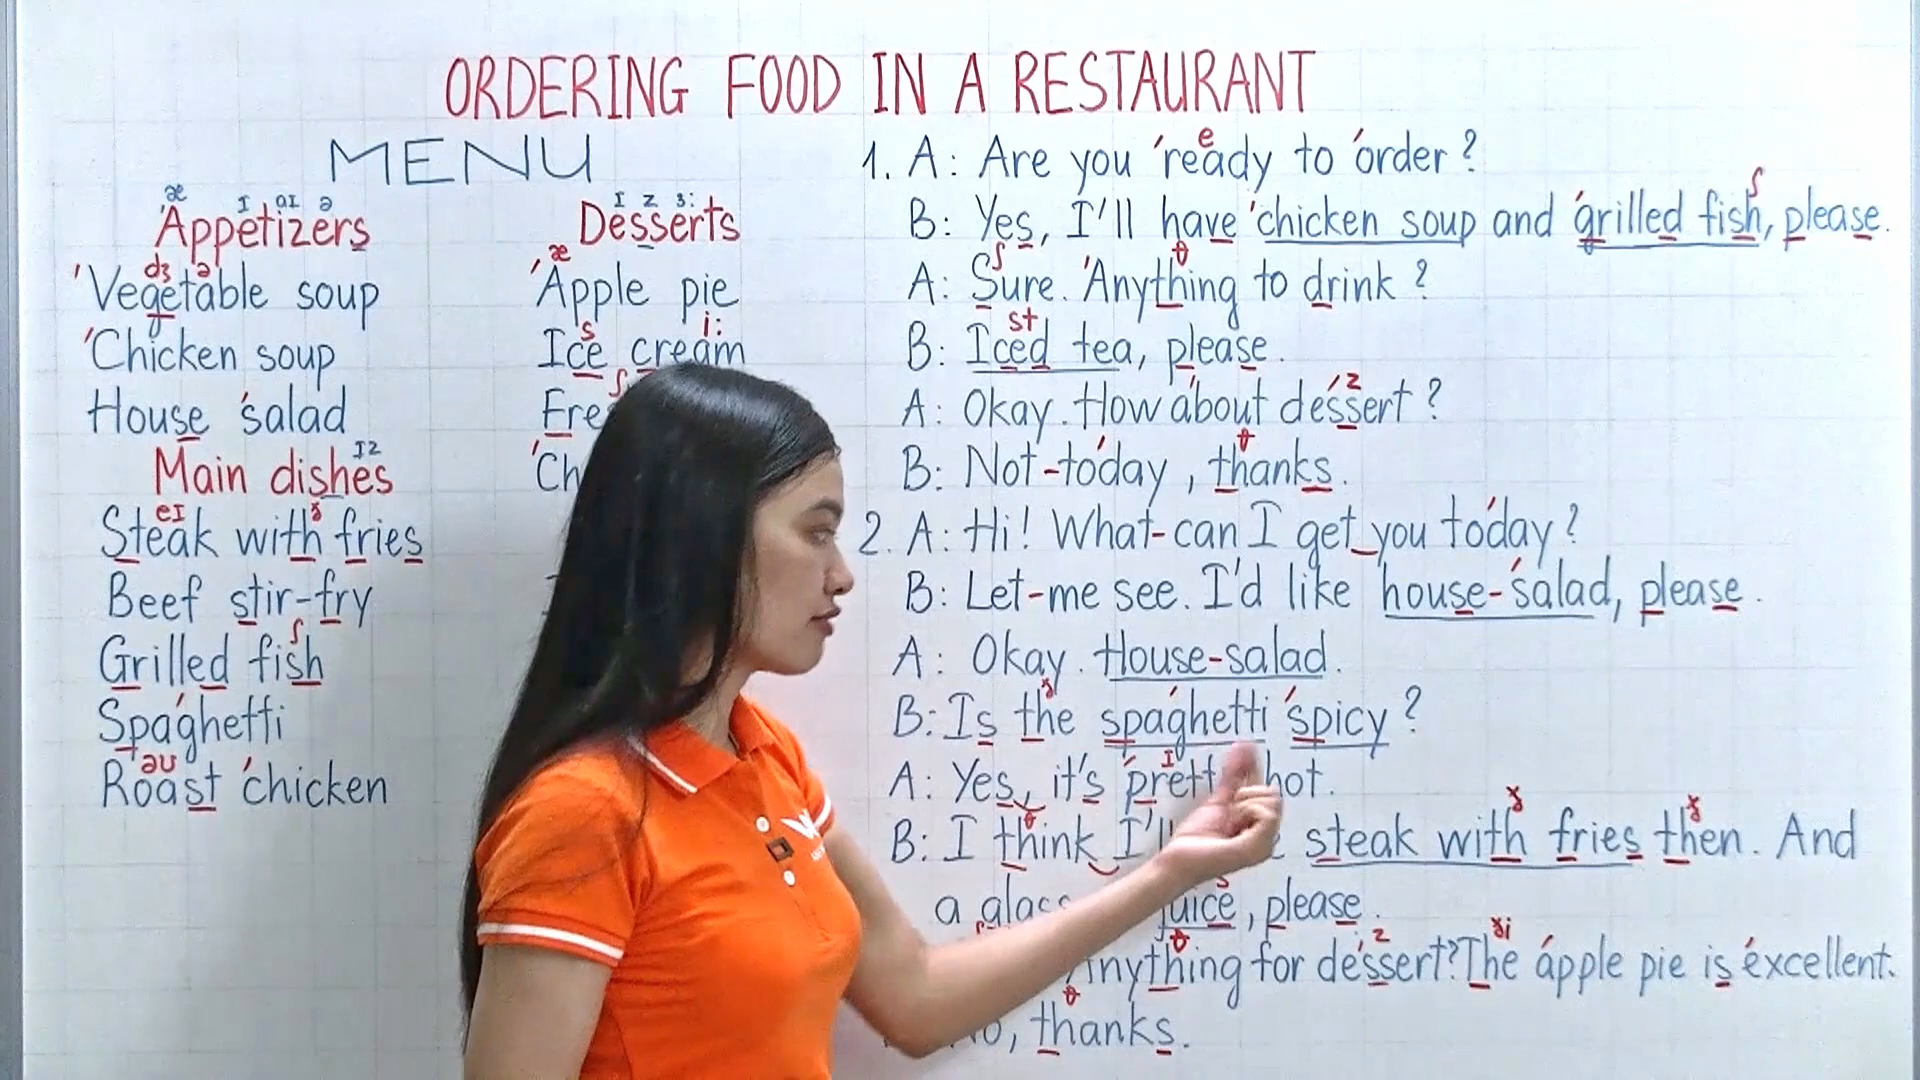 ORDERING FOOD IN A RESTAURANT
MENU
Appetizers
Vegetable soup
Chicken soup
House salad
Main dishes
Steak with fries
Beef stir-fry
Grilled fish
Spaghetti
Roast chicken
Desserts
Apple pie
Ice cream
1. A: Are you ready to order?
B: Yes, I'll have chicken soup and grilled fish, please.
A: Sure. Anything to drink?
B: Iced tea, please.
A: Okay. How about dessert?
B: Not-today, thanks.
2. A: Hi! What-can I get you today?
B: Let-me see. I'd like house-salad, please.
A: Okay. House-salad.
B: Is the spaghetti spicy?
A: Yes, it's hot.
B: I think steak with fries then. And
a juice, please.
Anything for dessert? The apple pie is excellent.
thanks.